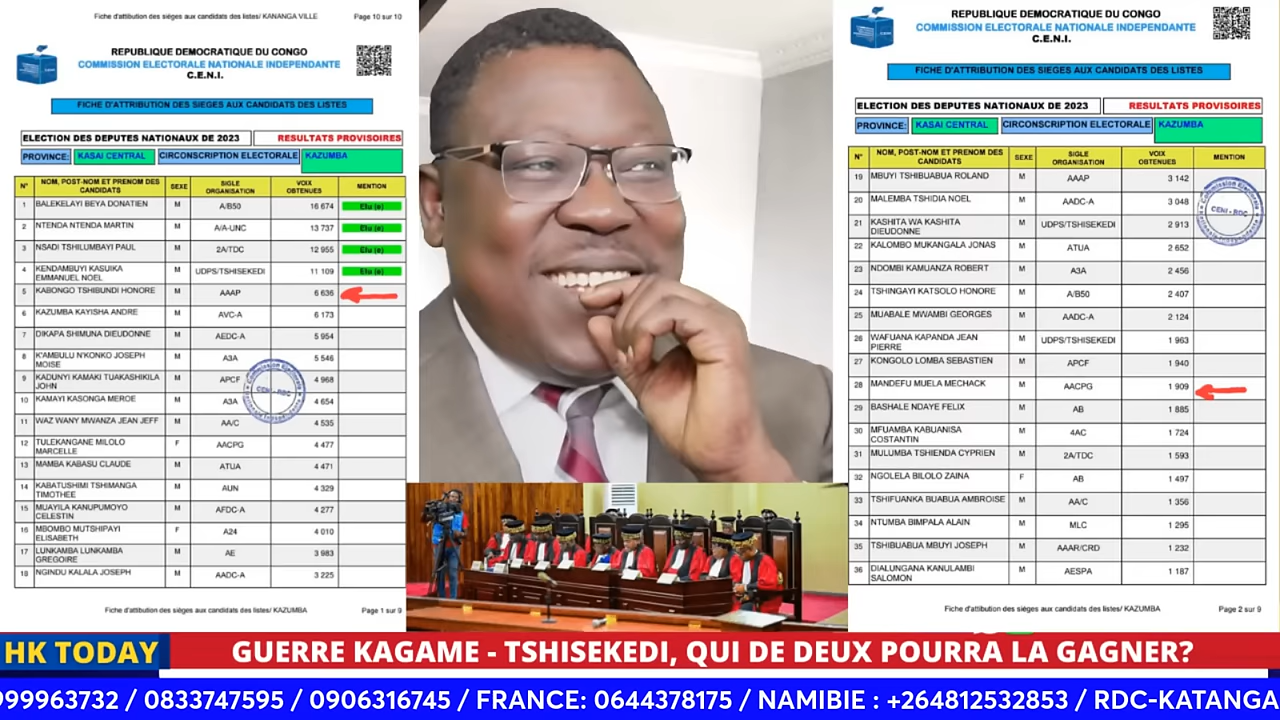 Fiche d'attibution des sièges aux candidats des listes/ KANANGA VILLE Page 10 sur 10
REPUBLIQUE DEMOCRATIQUE DU CONGO
COMMISSION ELECTORALE NATIONALE INDEPENDANTE
C.E.N.I.
FICHE D'ATTRIBUTION DES SIEGES AUX CANDIDATS DES LISTES
ELECTION DES DEPUTES NATIONAUX DE 2023 RESULTATS PROVISOIRES
PROVINCE: KASAI CENTRAL CIRCONSCRIPTION ELECTORALE KAZUMBA
N° NOM, POST-NOM ET PRENOM DES CANDIDATS SEXE SIGLE ORGANISATION VOIX OBTENUES MENTION
1 BALEKELAYI BEYA DONATIEN M A/B50 16 674 Elu (e)
2 NTENDA NTENDA MARTIN M A/A-UNC 13 737 Elu (e)
3 NSADI TSHILUMBAYI PAUL M 2A/TDC 12 955 Elu (e)
4 KENDAMBUYI KASUIKA EMMANUEL NOEL M UDPS/TSHISEKEDI 11 109 Elu (e)
5 KABONGO TSHIBUNDI HONORE M AAAP 6 636
6 KAZUMBA KAYISHA ANDRE M AVC-A 6 173
7 DIKAPA SHIMUNA DIEUDONNE M AEDC-A 5 954
8 K'AMBULU N'KONKO JOSEPH MOISE M A3A 5 546
9 KADUNYI KAMAKI TUAKASHIKILA JOHN M APCF 4 968
10 KAMAYI KASONGA MEROE M A3A 4 654
11 WAZ WANY MWANZA JEAN JEFF M AA/C 4 535
12 TULEKANGANE MILOLO MARCELLE F AACPG 4 477
13 MAMBA KABASU CLAUDE M ATUA 4 471
14 KABATUSHIMI TSHIMANGA TIMOTHEE M AUN 4 329
15 MUAYILA KANUPUMOYO CELESTIN M AFDC-A 4 277
16 MBOMBO MUTSHIPAYI ELISABETH F A24 4 010
17 LUNKAMBA LUNKAMBA GREGOIRE M AE 3 983
18 NGINDU KALALA JOSEPH M AADC-A 3 225
CENI - RDC
Fiche d'attibution des sièges aux candidats des listes/ KAZUMBA Page 1 sur 9
REPUBLIQUE DEMOCRATIQUE DU CONGO
COMMISSION ELECTORALE NATIONALE INDEPENDANTE
C.E.N.I.
FICHE D'ATTRIBUTION DES SIEGES AUX CANDIDATS DES LISTES
ELECTION DES DEPUTES NATIONAUX DE 2023 RESULTATS PROVISOIRES
PROVINCE: KASAI CENTRAL CIRCONSCRIPTION ELECTORALE KAZUMBA
N° NOM, POST-NOM ET PRENOM DES CANDIDATS SEXE SIGLE ORGANISATION VOIX OBTENUES MENTION
19 MBUYI TSHIBUABUA ROLAND M AAAP 3 142
20 MALEMBA TSHIDIA NOEL M AADC-A 3 048
21 KASHITA WA KASHITA DIEUDONNE M UDPS/TSHISEKEDI 2 913
22 KALOMBO MUKANGALA JONAS M ATUA 2 652
23 NDOMBI KAMUANZA ROBERT M A3A 2 456
24 TSHINGAYI KATSOLO HONORE M A/B50 2 407
25 MUABALE MWAMBI GEORGES M AADC-A 2 124
26 WAFUANA KAPANDA JEAN PIERRE M UDPS/TSHISEKEDI 1 963
27 KONGOLO LOMBA SEBASTIEN M APCF 1 940
28 MANDEFU MUELA MECHACK M AACPG 1 909
29 BASHALE NDAYE FELIX M AB 1 885
30 MFUAMBA KABUANISA COSTANTIN M 4AC 1 724
31 MULUMBA TSHIENDA CYPRIEN M 2A/TDC 1 593
32 NGOLELA BILOLO ZAINA F AB 1 497
33 TSHIFUANKA BUABUA AMBROISE M AA/C 1 356
34 NTUMBA BIMPALA ALAIN M MLC 1 295
35 TSHIBUABUA MBUYI JOSEPH M AAAR/CRD 1 232
36 DIALUNGANA KANULAMBI SALOMON M AESPA 1 187
CENI - RDC
Fiche d'attibution des sièges aux candidats des listes/ KAZUMBA Page 2 sur 9
HK TODAY GUERRE KAGAME - TSHISEKEDI, QUI DE DEUX POURRA LA GAGNER?
999963732 / 0833747595 / 0906316745 / FRANCE: 0644378175 / NAMIBIE : +264812532853 / RDC-KATANGA